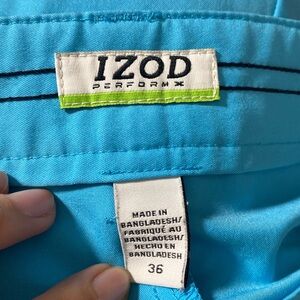 IZOD
PERFORMX
MADE IN
BANGLADESH/
FABRIQUÉ AU
BANGLADESH/
HECHO EN
BANGLADESH
36